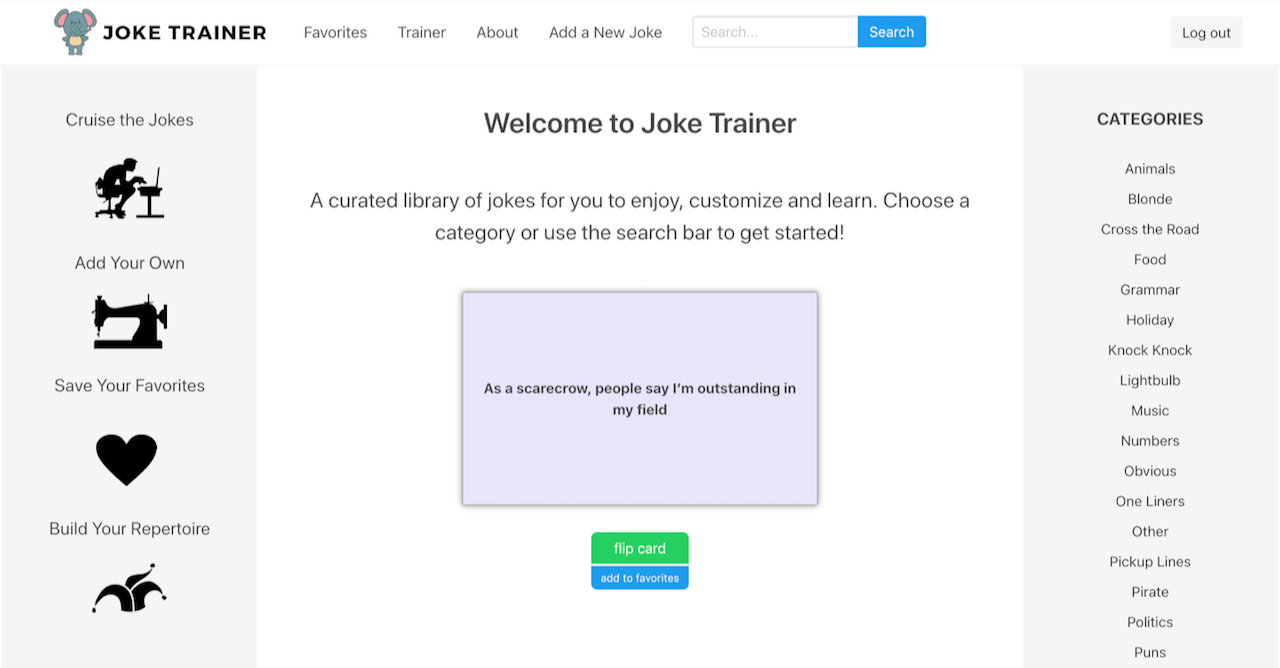 JOKE TRAINER
Favorites
Trainer
About
Add a New Joke
Search...
Search
Log out
Cruise the Jokes
Add Your Own
Save Your Favorites
Build Your Repertoire
Welcome to Joke Trainer
A curated library of jokes for you to enjoy, customize and learn. Choose a
category or use the search bar to get started!
As a scarecrow, people say I’m outstanding in
my field
flip card
add to favorites
CATEGORIES
Animals
Blonde
Cross the Road
Food
Grammar
Holiday
Knock Knock
Lightbulb
Music
Numbers
Obvious
One Liners
Other
Pickup Lines
Pirate
Politics
Puns